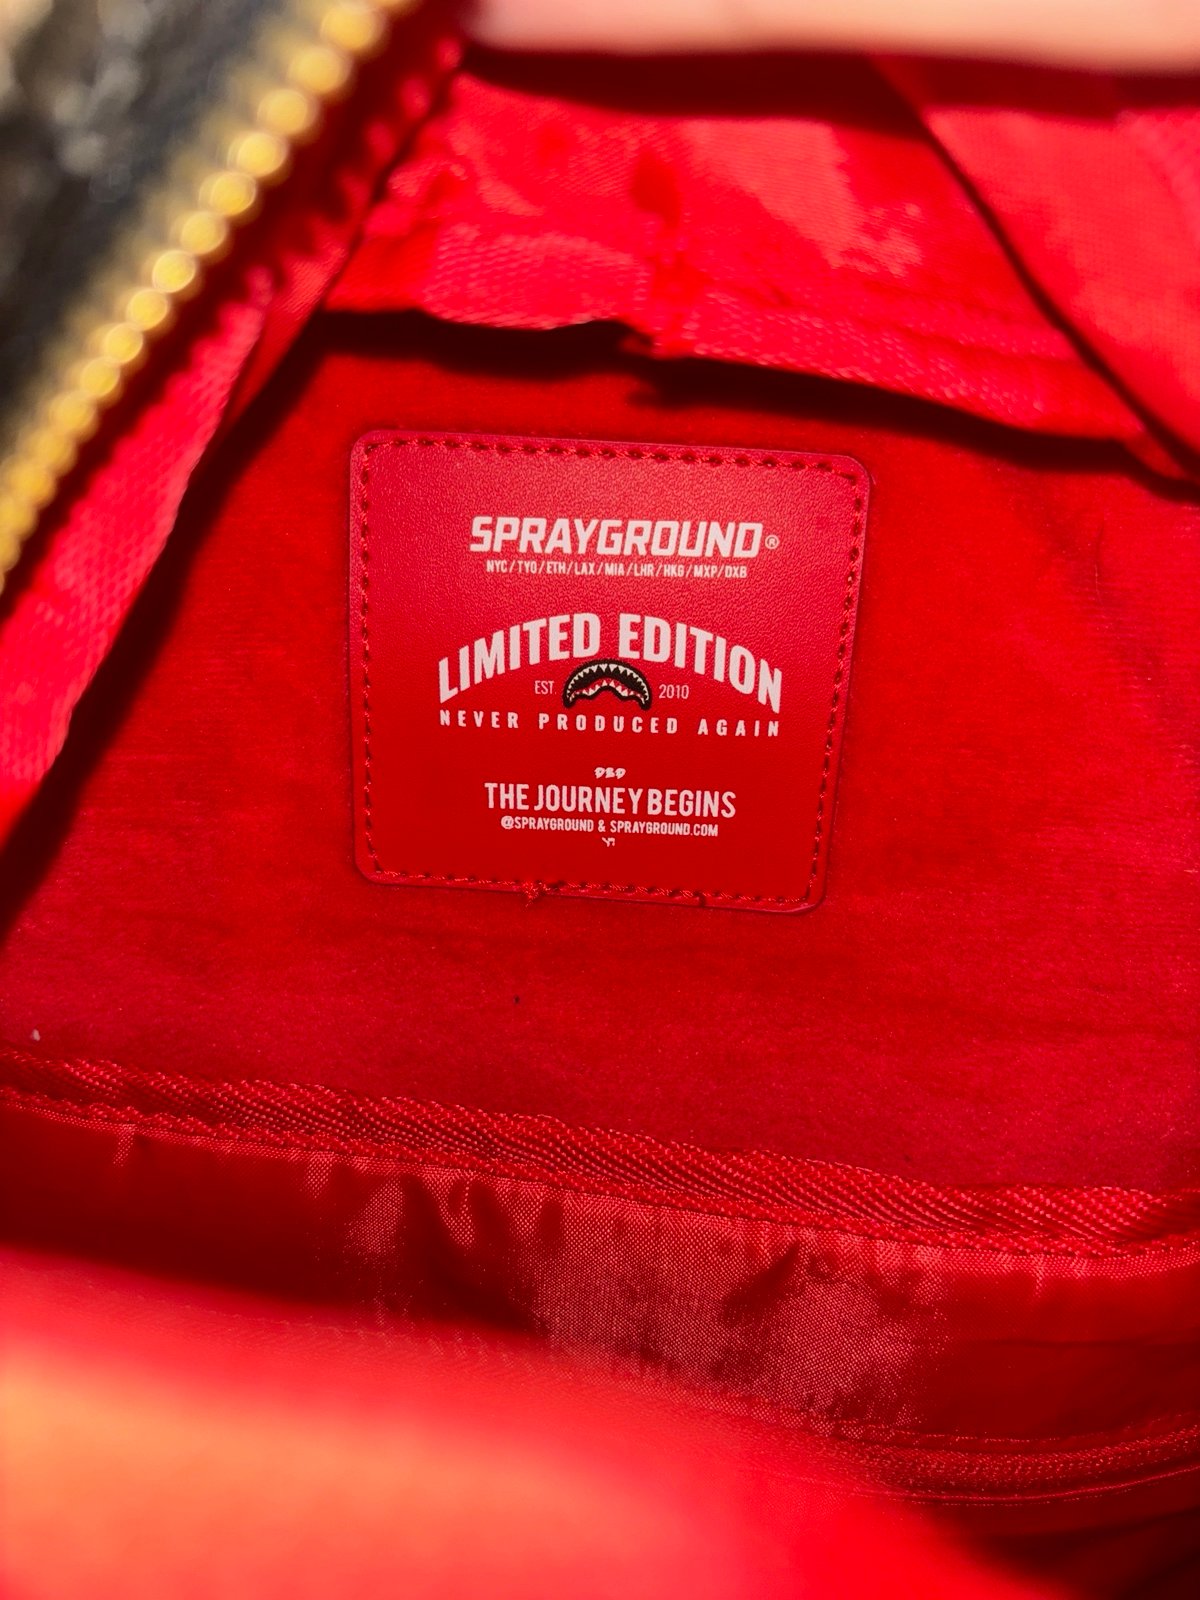 SPRAYGROUND®
NYC/TYO/ETH/LAX/MIA/LHR/HKG/MXP/DXB
LIMITED EDITION
EST. 2010
NEVER PRODUCED AGAIN
DBD
THE JOURNEY BEGINS
@SPRAYGROUND & SPRAYGROUND.COM